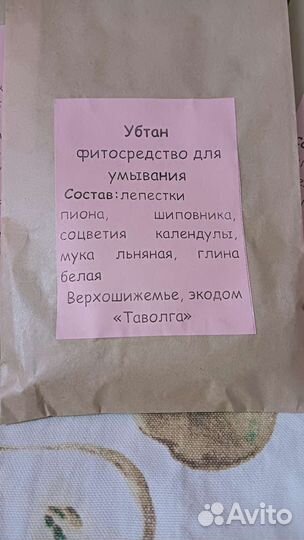 Убтан
фитосредство для
умывания
Состав:лепестки
пиона, шиповника,
соцветия календулы,
мука льняная, глина
белая
Верхошижемье, экодом
«Таволга»
Avito